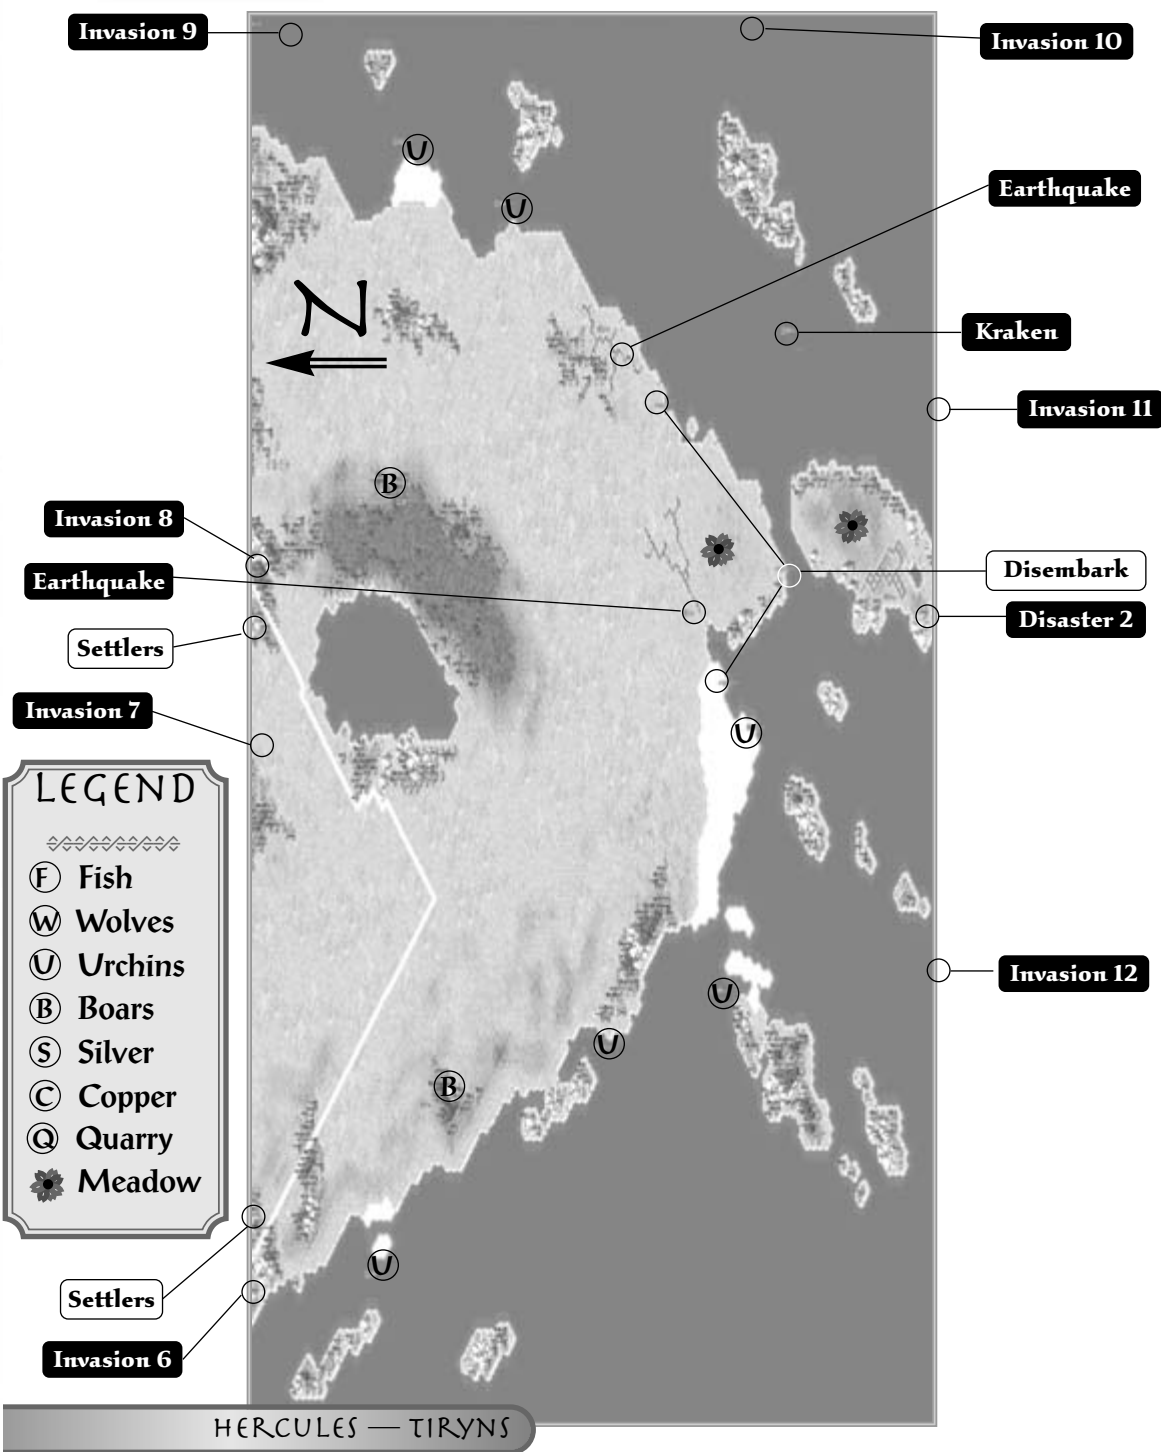 Invasion 9
Invasion 10
U
Earthquake
U
N
Kraken
Invasion 11
B
Invasion 8
Disembark
Earthquake
Disaster 2
Settlers
Invasion 7
U
LEGEND
F Fish
W Wolves
U Urchins
B Boars
S Silver
C Copper
Q Quarry
Meadow
Invasion 12
U
U
B
U
Settlers
Invasion 6
HERCULES — TIRYNS